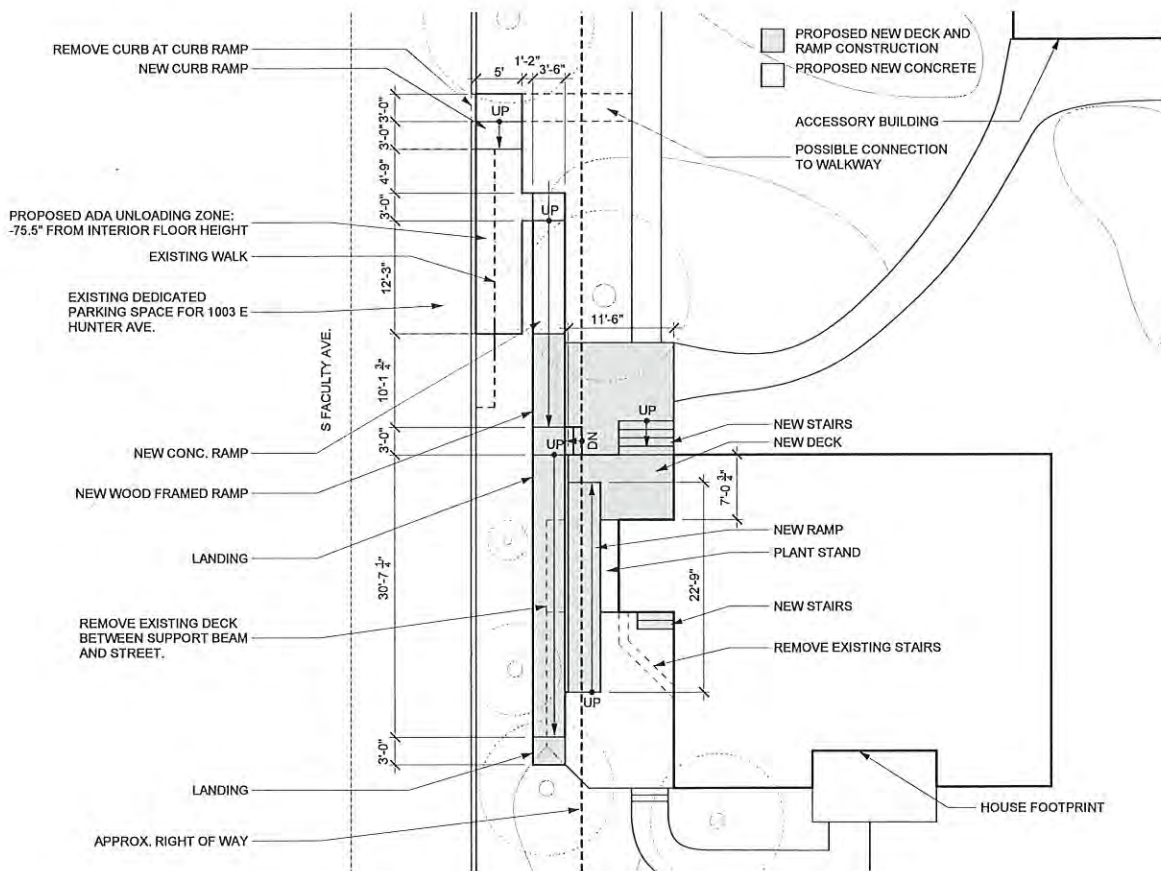 REMOVE CURB AT CURB RAMP
NEW CURB RAMP
PROPOSED ADA UNLOADING ZONE:
-75.5" FROM INTERIOR FLOOR HEIGHT
EXISTING WALK
EXISTING DEDICATED
PARKING SPACE FOR 1003 E
HUNTER AVE.
S FACULTY AVE.
NEW CONC. RAMP
NEW WOOD FRAMED RAMP
LANDING
REMOVE EXISTING DECK
BETWEEN SUPPORT BEAM
AND STREET.
LANDING
APPROX. RIGHT OF WAY
1'-2"
5'
3'-6"
3'-0"
3'-0"
4'-9"
3'-0"
12'-3"
10'-1 3/4"
3'-0"
30'-7 1/4"
3'-0"
UP
UP
11'-6"
UP
DN
UP
UP
7'-0 3/4"
22'-9"
PROPOSED NEW DECK AND
RAMP CONSTRUCTION
PROPOSED NEW CONCRETE
ACCESSORY BUILDING
POSSIBLE CONNECTION
TO WALKWAY
NEW STAIRS
NEW DECK
NEW RAMP
PLANT STAND
NEW STAIRS
REMOVE EXISTING STAIRS
HOUSE FOOTPRINT